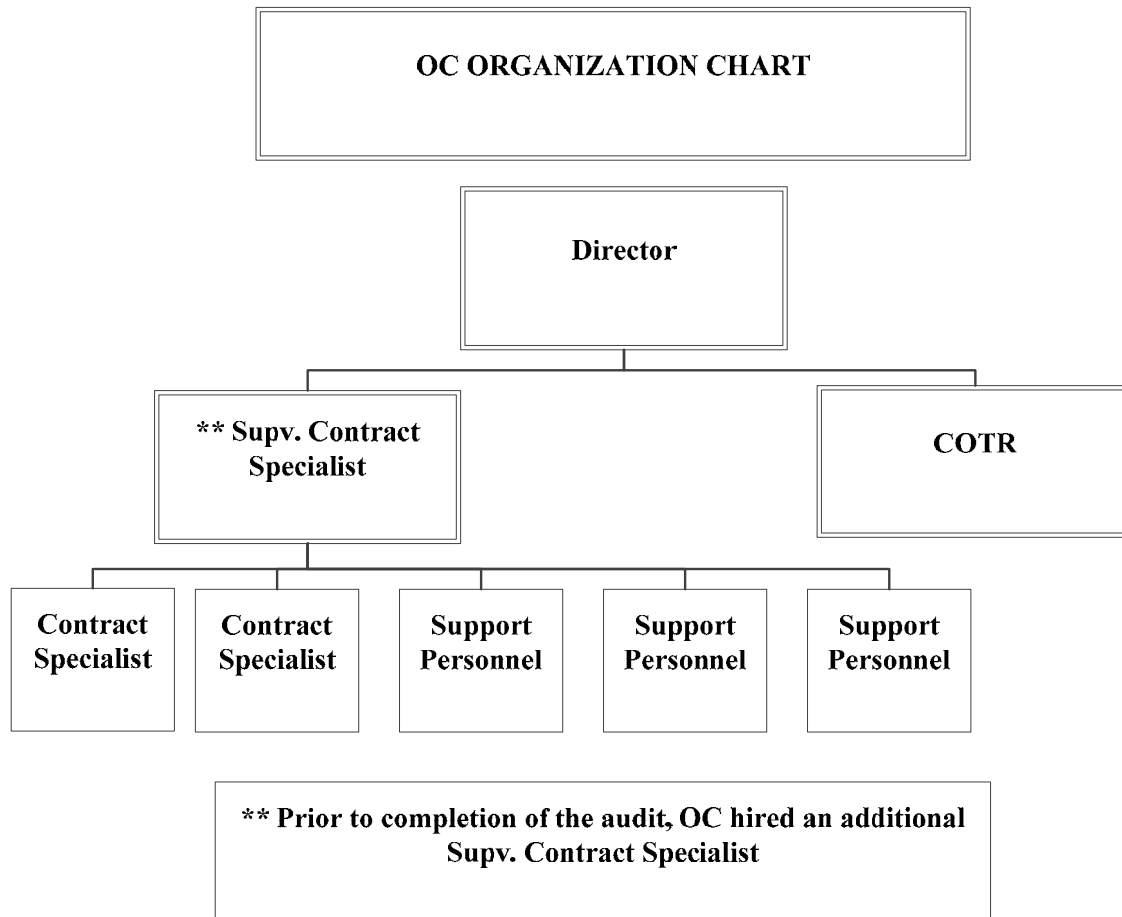 OC ORGANIZATION CHART
Director
** Supv. Contract
Specialist
COTR
Contract
Specialist
Contract
Specialist
Support
Personnel
Support
Personnel
Support
Personnel
** Prior to completion of the audit, OC hired an additional
Supv. Contract Specialist